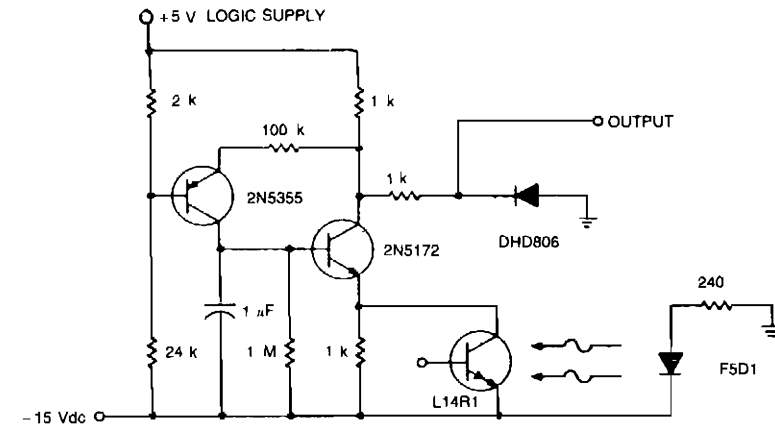 +5 V LOGIC SUPPLY
2 k
1 k
100 k
OUTPUT
1 k
2N5355
DHD806
2N5172
240
1 µF
24 k
1 M
1 k
F5D1
L14R1
−15 Vdc